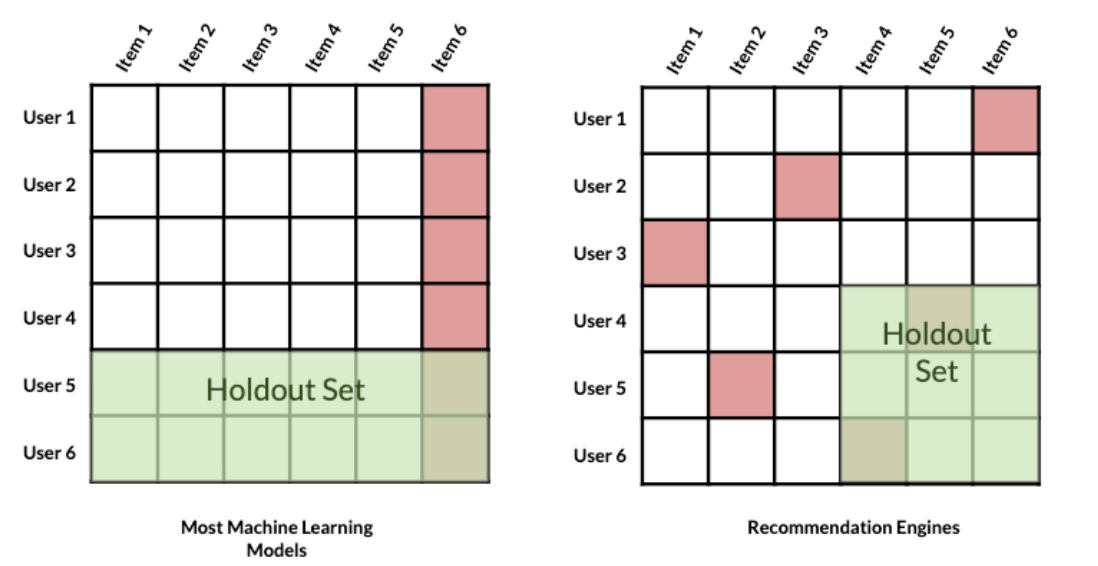 Item 1
Item 2
Item 3
Item 4
Item 5
Item 6
User 1
User 2
User 3
User 4
User 5
User 6
Holdout Set
Most Machine Learning
Models
Item 1
Item 2
Item 3
Item 4
Item 5
Item 6
User 1
User 2
User 3
User 4
User 5
User 6
Holdout
Set
Recommendation Engines